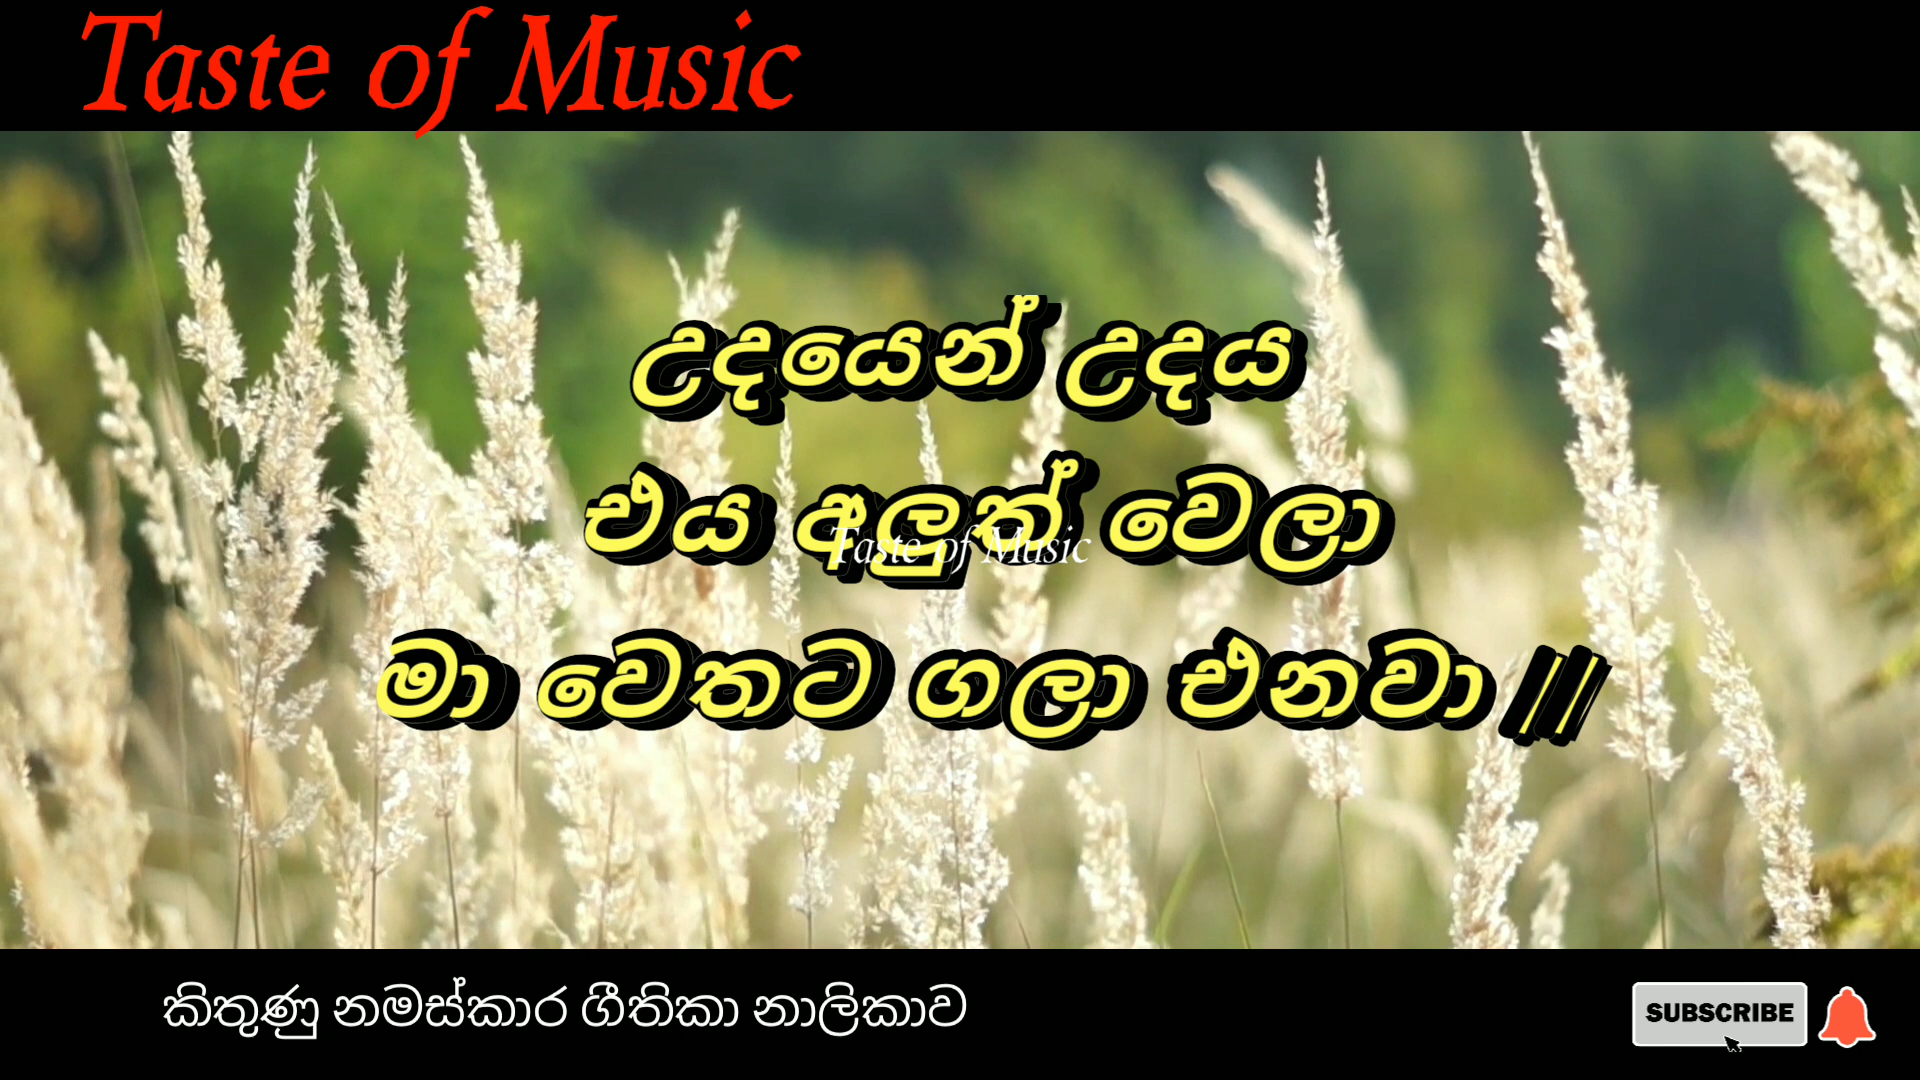 Taste of Music
උදයෙන් උදය
එය අලුත් වෙලා
Taste of Music
මා වෙතට ගලා එනවා //
කිතුණු නමස්කාර ගීතිකා නාලිකාව
SUBSCRIBE